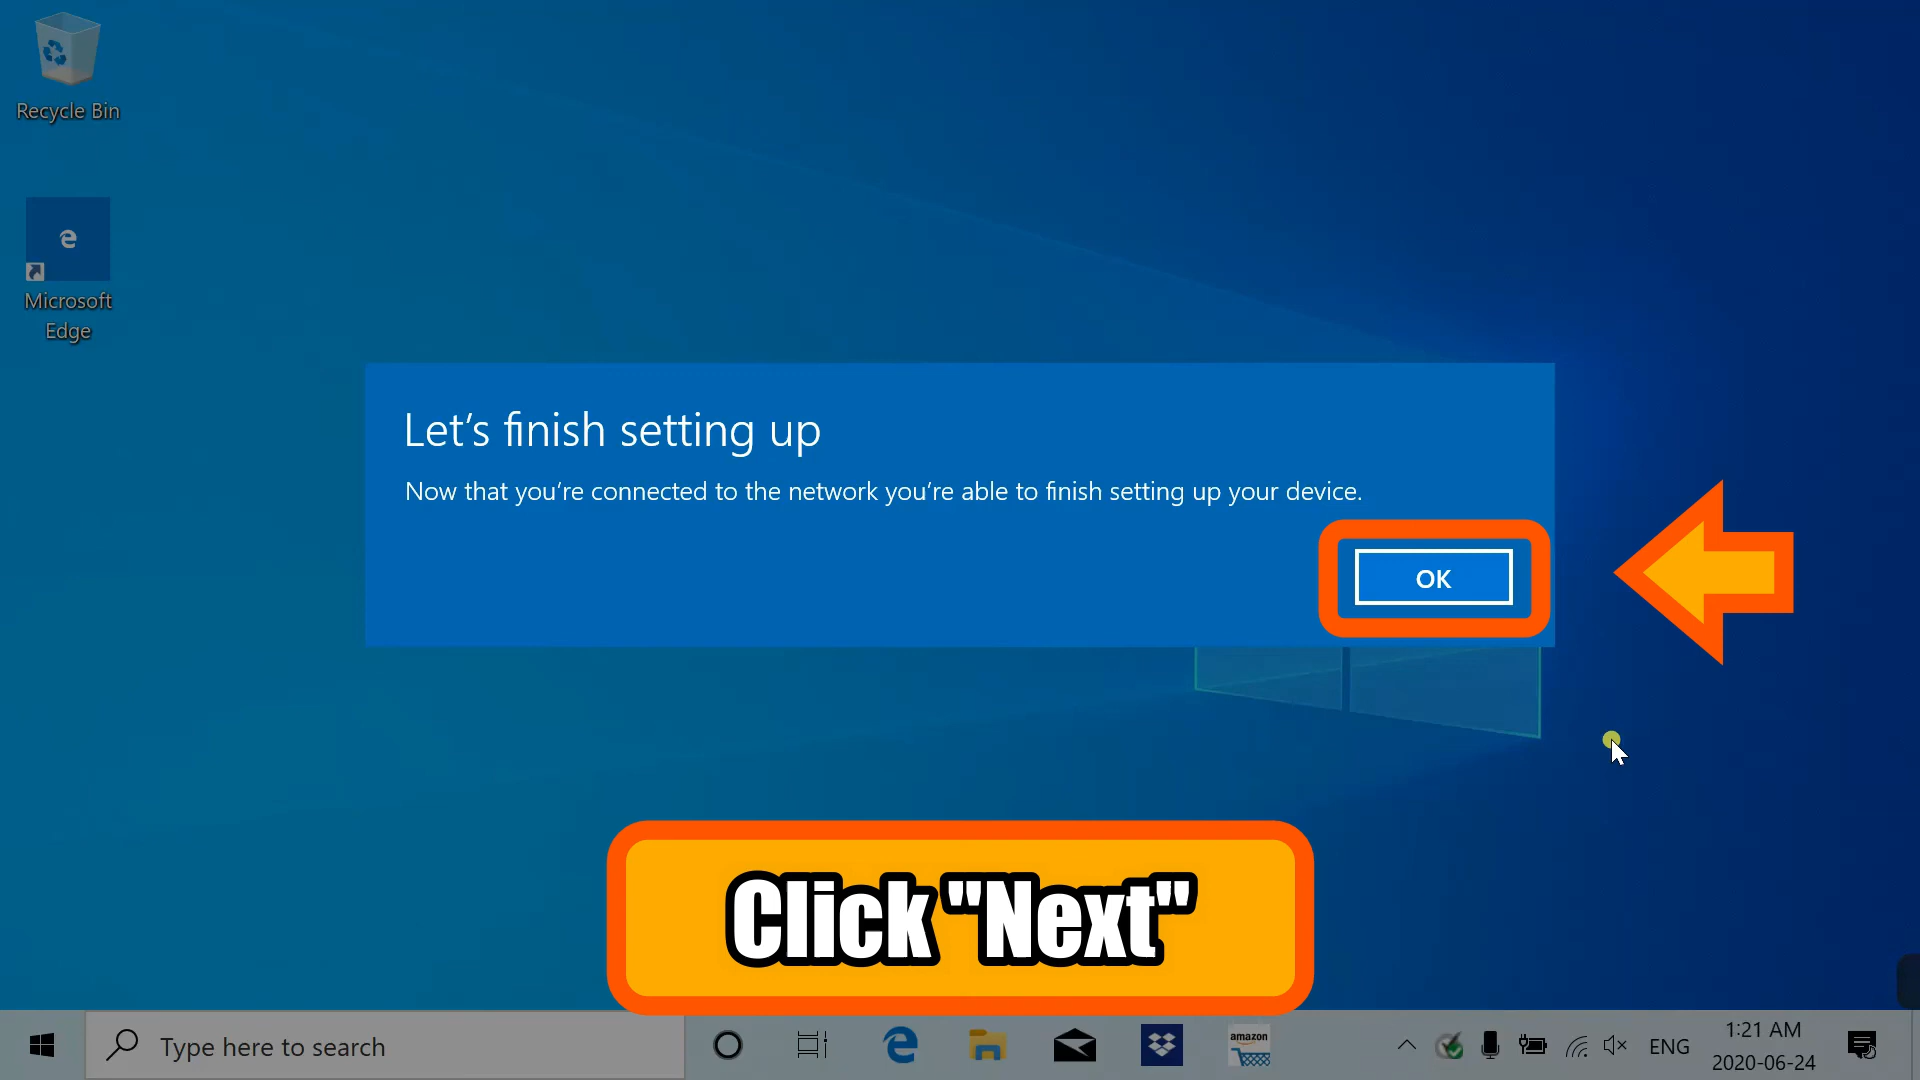 Recycle Bin
Microsoft
Edge
Let's finish setting up
Now that you're connected to the network you're able to finish setting up your device.
OK
Click "Next"
Type here to search
amazon
ENG
1:21 AM
2020-06-24